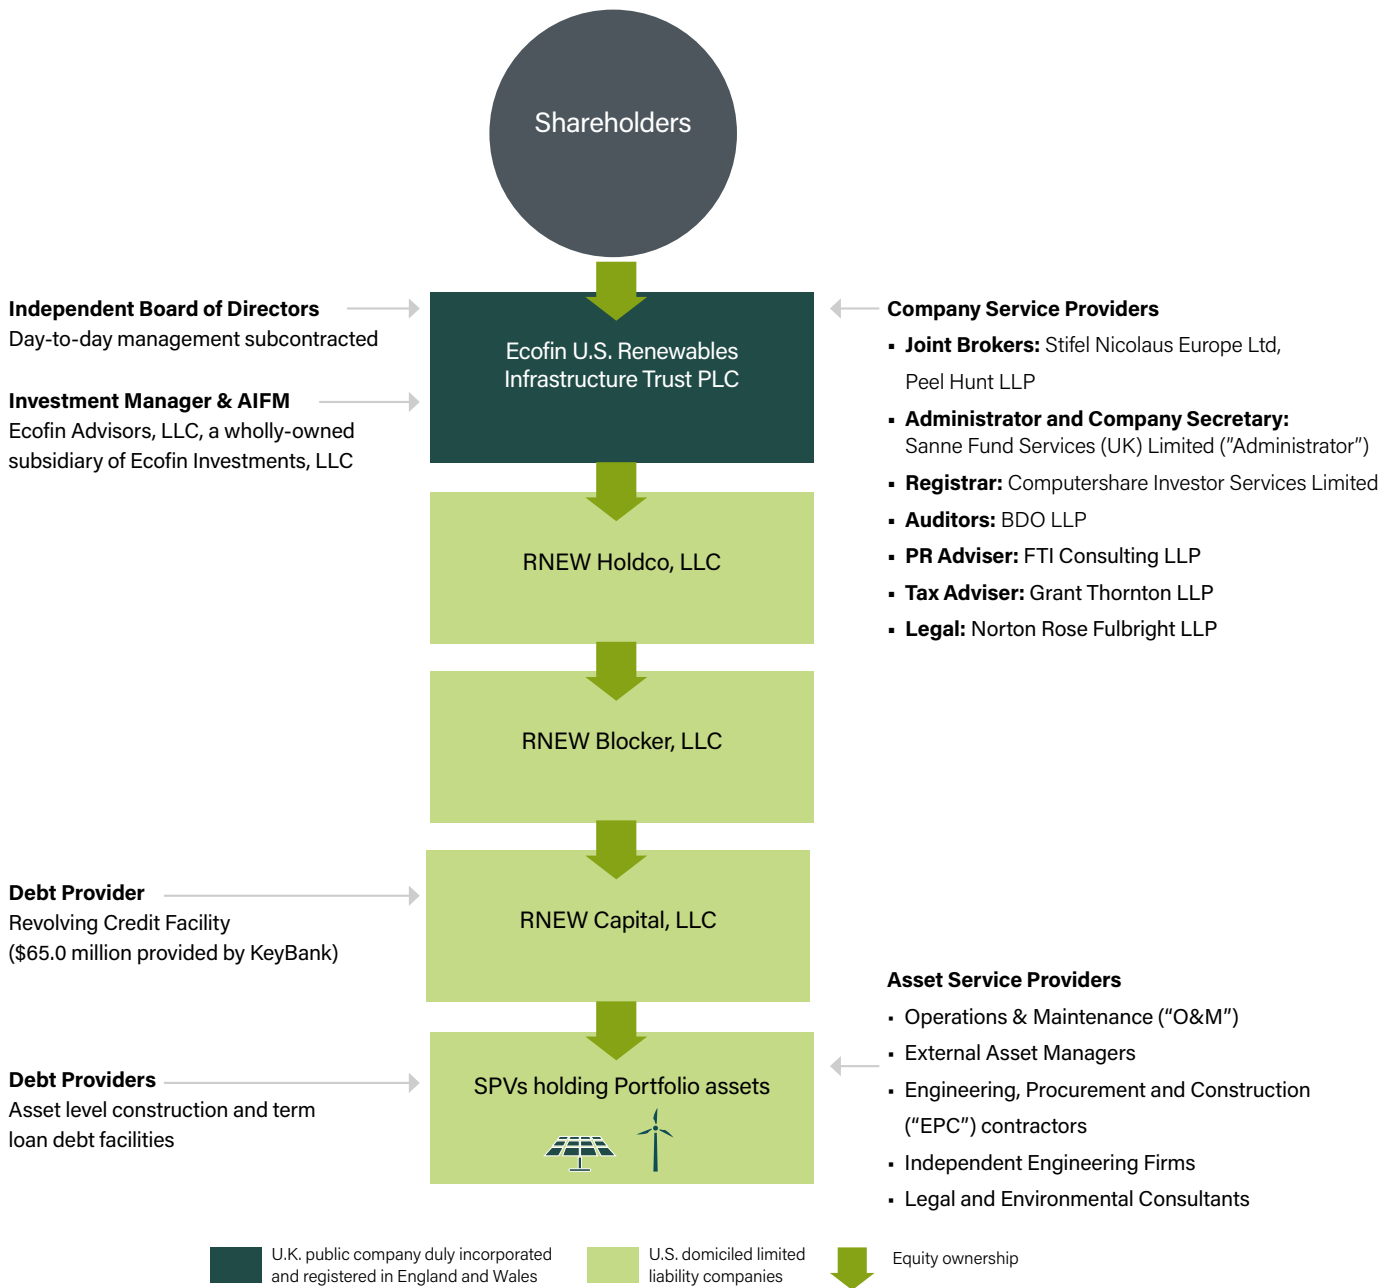 Shareholders
Independent Board of Directors
Day-to-day management subcontracted
Investment Manager & AIFM
Ecofin Advisors, LLC, a wholly-owned
subsidiary of Ecofin Investments, LLC
Ecofin U.S. Renewables
Infrastructure Trust PLC
Company Service Providers
▪ Joint Brokers: Stifel Nicolaus Europe Ltd,
Peel Hunt LLP
▪ Administrator and Company Secretary:
Sanne Fund Services (UK) Limited ("Administrator")
▪ Registrar: Computershare Investor Services Limited
▪ Auditors: BDO LLP
▪ PR Adviser: FTI Consulting LLP
▪ Tax Adviser: Grant Thornton LLP
▪ Legal: Norton Rose Fulbright LLP
RNEW Holdco, LLC
RNEW Blocker, LLC
Debt Provider
Revolving Credit Facility
($65.0 million provided by KeyBank)
RNEW Capital, LLC
Debt Providers
Asset level construction and term
loan debt facilities
SPVs holding Portfolio assets
Asset Service Providers
▪ Operations & Maintenance (“O&M”)
▪ External Asset Managers
▪ Engineering, Procurement and Construction
(“EPC”) contractors
▪ Independent Engineering Firms
▪ Legal and Environmental Consultants
U.K. public company duly incorporated
and registered in England and Wales
U.S. domiciled limited
liability companies
Equity ownership